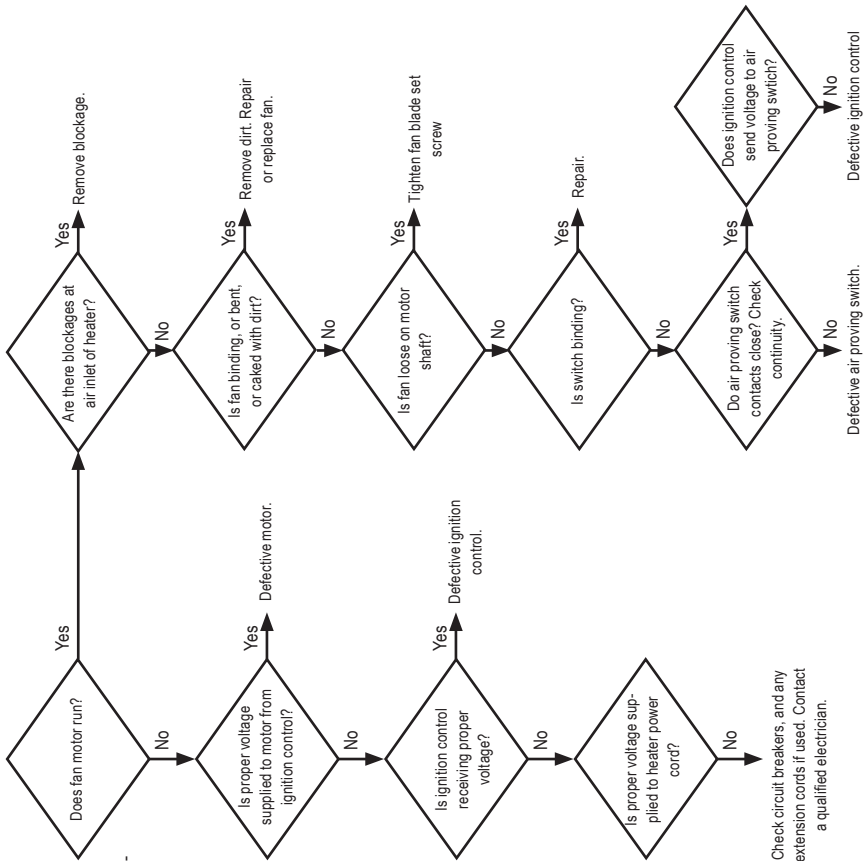 Does fan motor run?
Yes
No
Is proper voltage
supplied to motor from
ignition control?
Yes
Defective motor.
No
Is ignition control
receiving proper
voltage?
Yes
Defective ignition
control.
No
Is proper voltage sup-
plied to heater power
cord?
No
Check circuit breakers, and any
extension cords if used. Contact
a qualified electrician.
Are there blockages at
air inlet of heater?
Yes
Remove blockage.
No
Is fan binding, or bent,
or caked with dirt?
Yes
Remove dirt. Repair
or replace fan.
No
Is fan loose on motor
shaft?
Yes
Tighten fan blade set
screw
No
Is switch binding?
Yes
Repair.
No
Do air proving switch
contacts close? Check
continuity.
Yes
No
Defective air proving switch.
Does ignition control
send voltage to air
proving swtich?
No
Defective ignition control
-